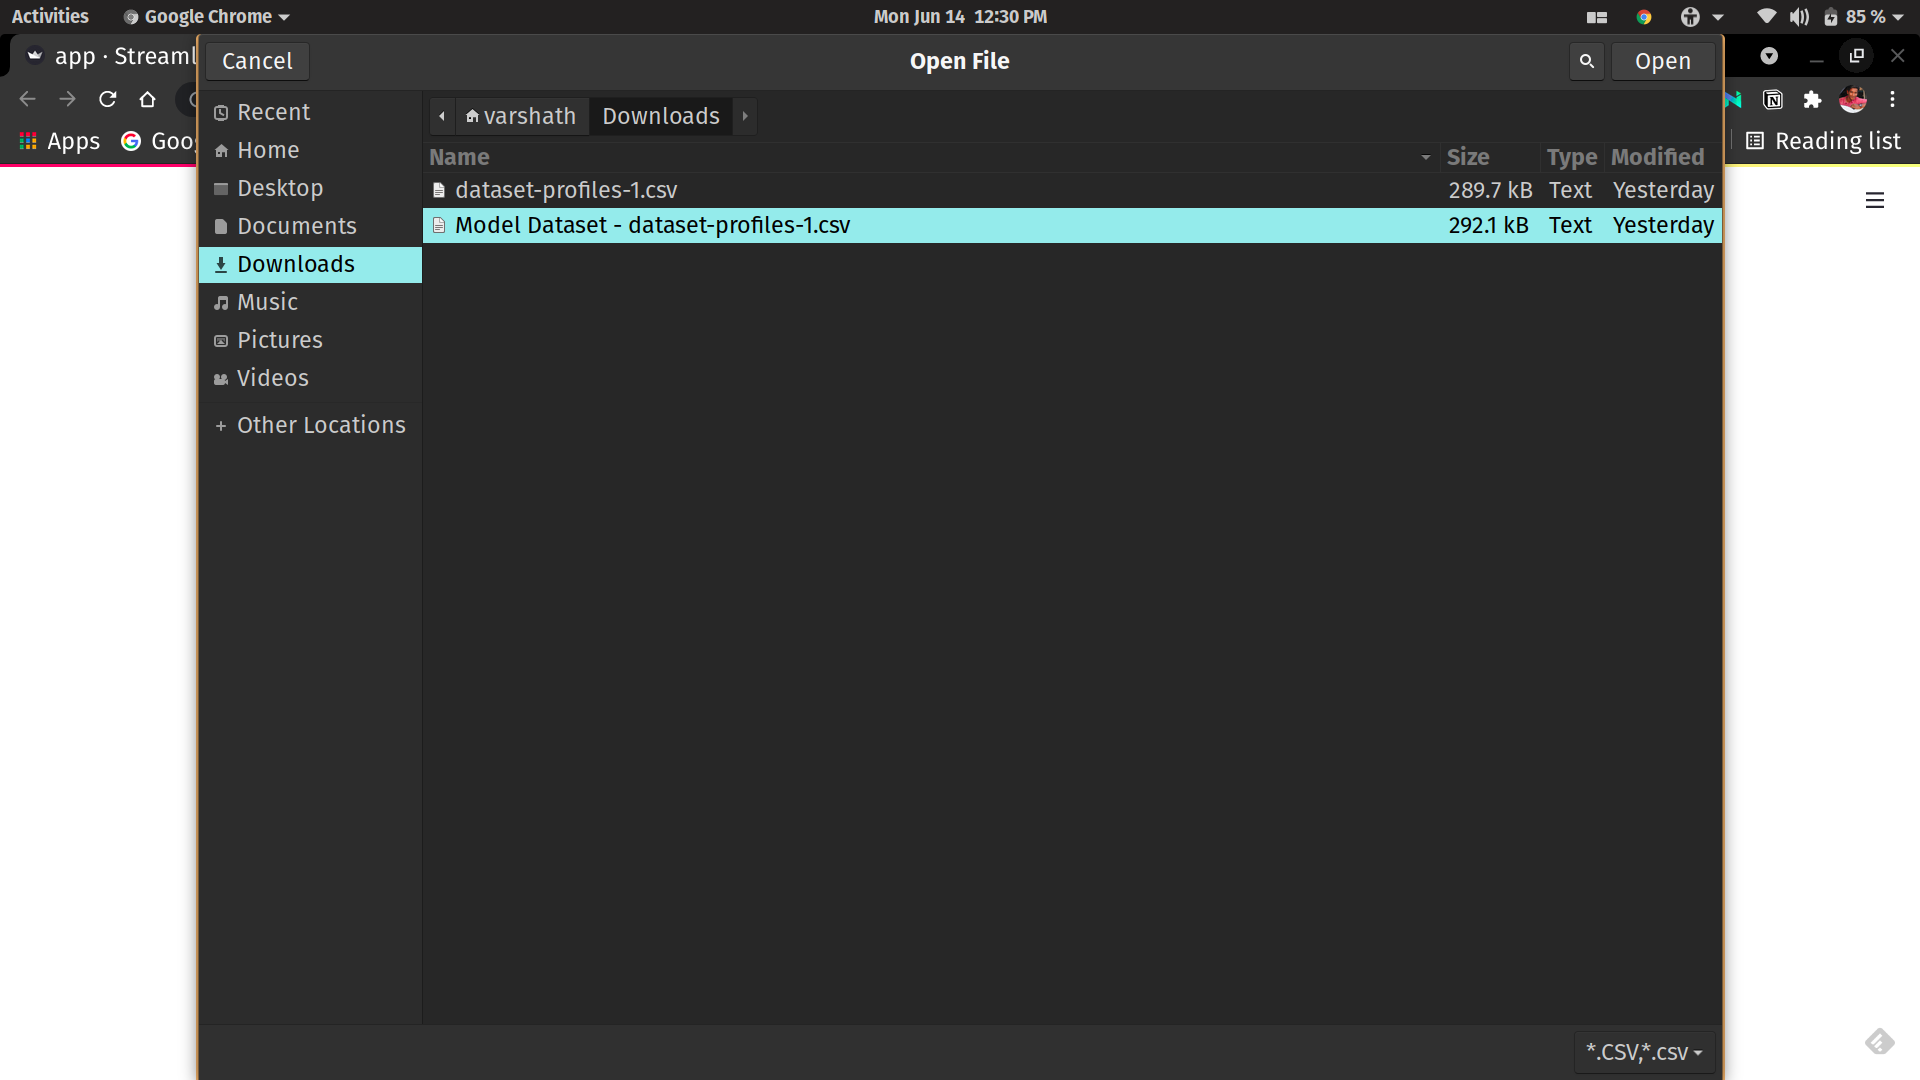 Activities Google Chrome Mon Jun 14 12:30 PM 85 %
app · Streaml
Cancel Open File Open
Apps Goo
Reading list
Recent
Home
Desktop
Documents
Downloads
Music
Pictures
Videos
Other Locations
varshath Downloads
Name Size Type Modified
dataset-profiles-1.csv 289.7 kB Text Yesterday
Model Dataset - dataset-profiles-1.csv 292.1 kB Text Yesterday
*.CSV,*.csv